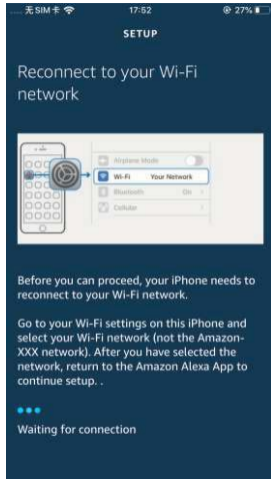 无SIM卡 17:52 27%
SETUP
Reconnect to your Wi-Fi
network
Airplane Mode
Wi-Fi Your Network
Bluetooth On
Cellular
Before you can proceed, your iPhone needs to
reconnect to your Wi-Fi network.
Go to your Wi-Fi settings on this iPhone and
select your Wi-Fi network (not the Amazon-
XXX network). After you have selected the
network, return to the Amazon Alexa App to
continue setup. .
Waiting for connection